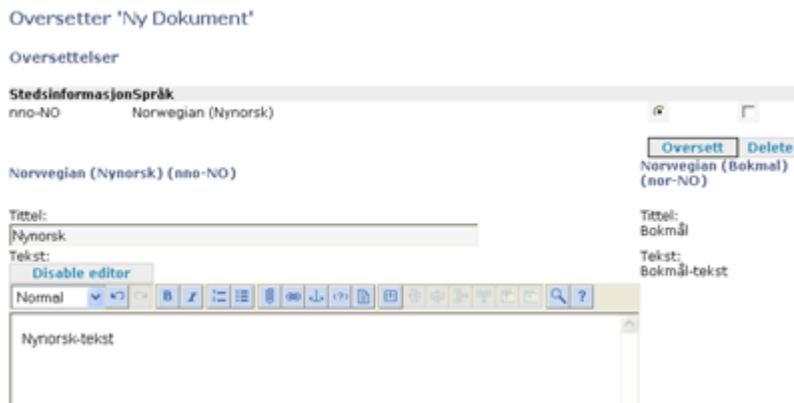 Oversetter 'Ny Dokument'
Oversettelser
StedsinformasjonSpråk
nno-NO Norwegian (Nynorsk)
Oversett Delete
Norwegian (Nynorsk) (nno-NO)
Norwegian (Bokmal)
(nor-NO)
Tittel:
Nynorsk
Tekst:
Disable editor
Normal
Nynorsk-tekst
Tittel:
Bokmål
Tekst:
Bokmål-tekst